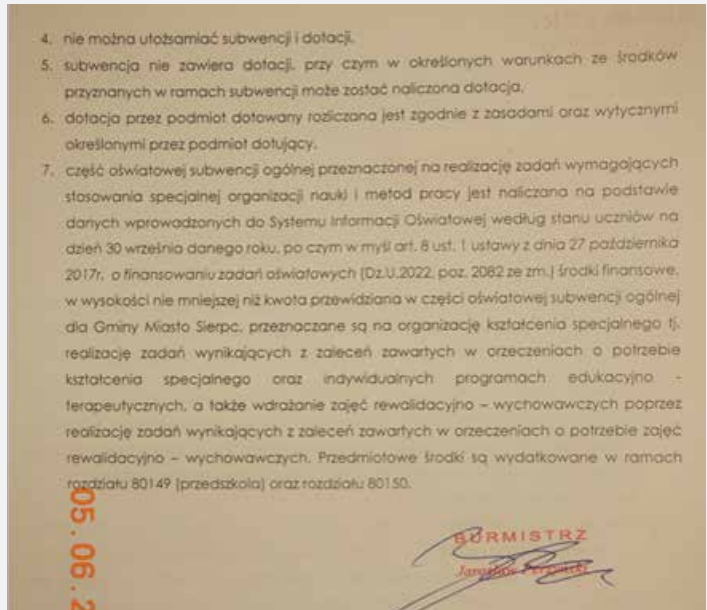 4. nie można utożsamiać subwencji i dotacji,
5. subwencja nie zawiera dotacji, przy czym w określonych warunkach ze środków
przyznanych w ramach subwencji może zostać naliczona dotacja,
6. dotacja przez podmiot dotowany rozliczana jest zgodnie z zasadami oraz wytycznymi
określonymi przez podmiot dotujący,
7. część oświatowej subwencji ogólnej przeznaczonej na realizację zadań wymagających
stosowania specjalnej organizacji nauki i metod pracy jest naliczana na podstawie
danych wprowadzonych do Systemu Informacji Oświatowej według stanu uczniów na
dzień 30 września danego roku, po czym w myśl art. 8 ust. 1 ustawy z dnia 27 października
2017r. o finansowaniu zadań oświatowych (Dz.U.2022. poz. 2082 ze zm.) środki finansowe,
w wysokości nie mniejszej niż kwota przewidziana w części oświatowej subwencji ogólnej
dla Gminy Miasto Sierpc, przeznaczane są na organizację kształcenia specjalnego tj.
realizację zadań wynikających z zaleceń zawartych w orzeczeniach o potrzebie
kształcenia specjalnego oraz indywidualnych programach edukacyjno -
terapeutycznych, a także wdrażanie zajęć rewalidacyjno – wychowawczych poprzez
realizację zadań wynikających z zaleceń zawartych w orzeczeniach o potrzebie zajęć
rewalidacyjno – wychowawczych. Przedmiotowe środki są wydatkowane w ramach
rozdziału 80149 (przedszkola) oraz rozdziału 80150.
BURMISTRZ
Jarosław
05.06.2